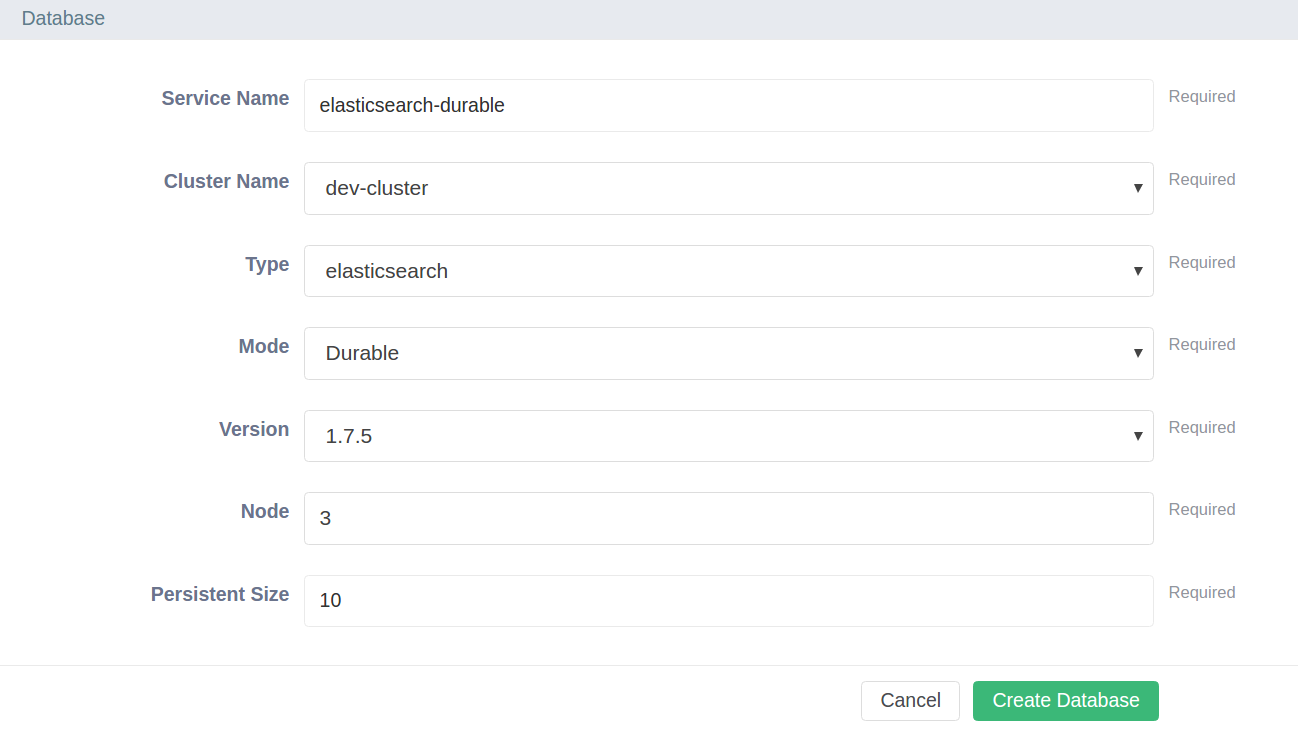 Database
Service Name elasticsearch-durable Required
Cluster Name dev-cluster Required
Type elasticsearch Required
Mode Durable Required
Version 1.7.5 Required
Node 3 Required
Persistent Size 10 Required
Cancel Create Database